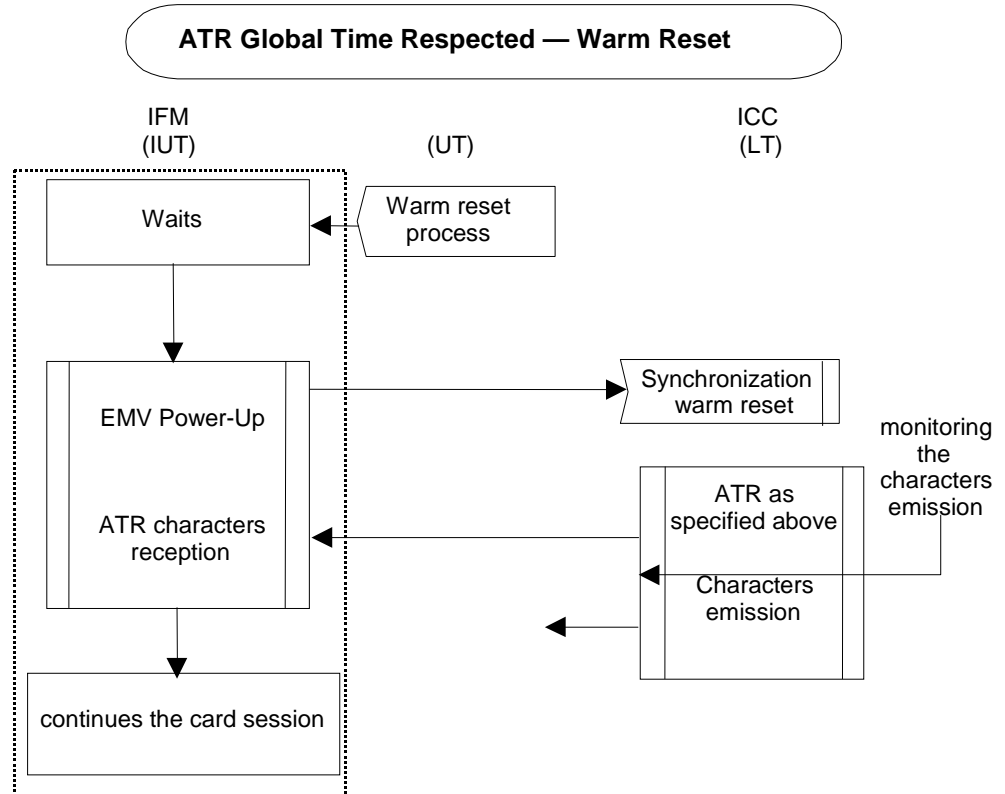 ATR Global Time Respected — Warm Reset
IFM
(IUT)
(UT)
ICC
(LT)
Waits
Warm reset
process
EMV Power-Up
Synchronization
warm reset
monitoring
the
characters
emission
ATR characters
reception
ATR as
specified above
Characters
emission
continues the card session